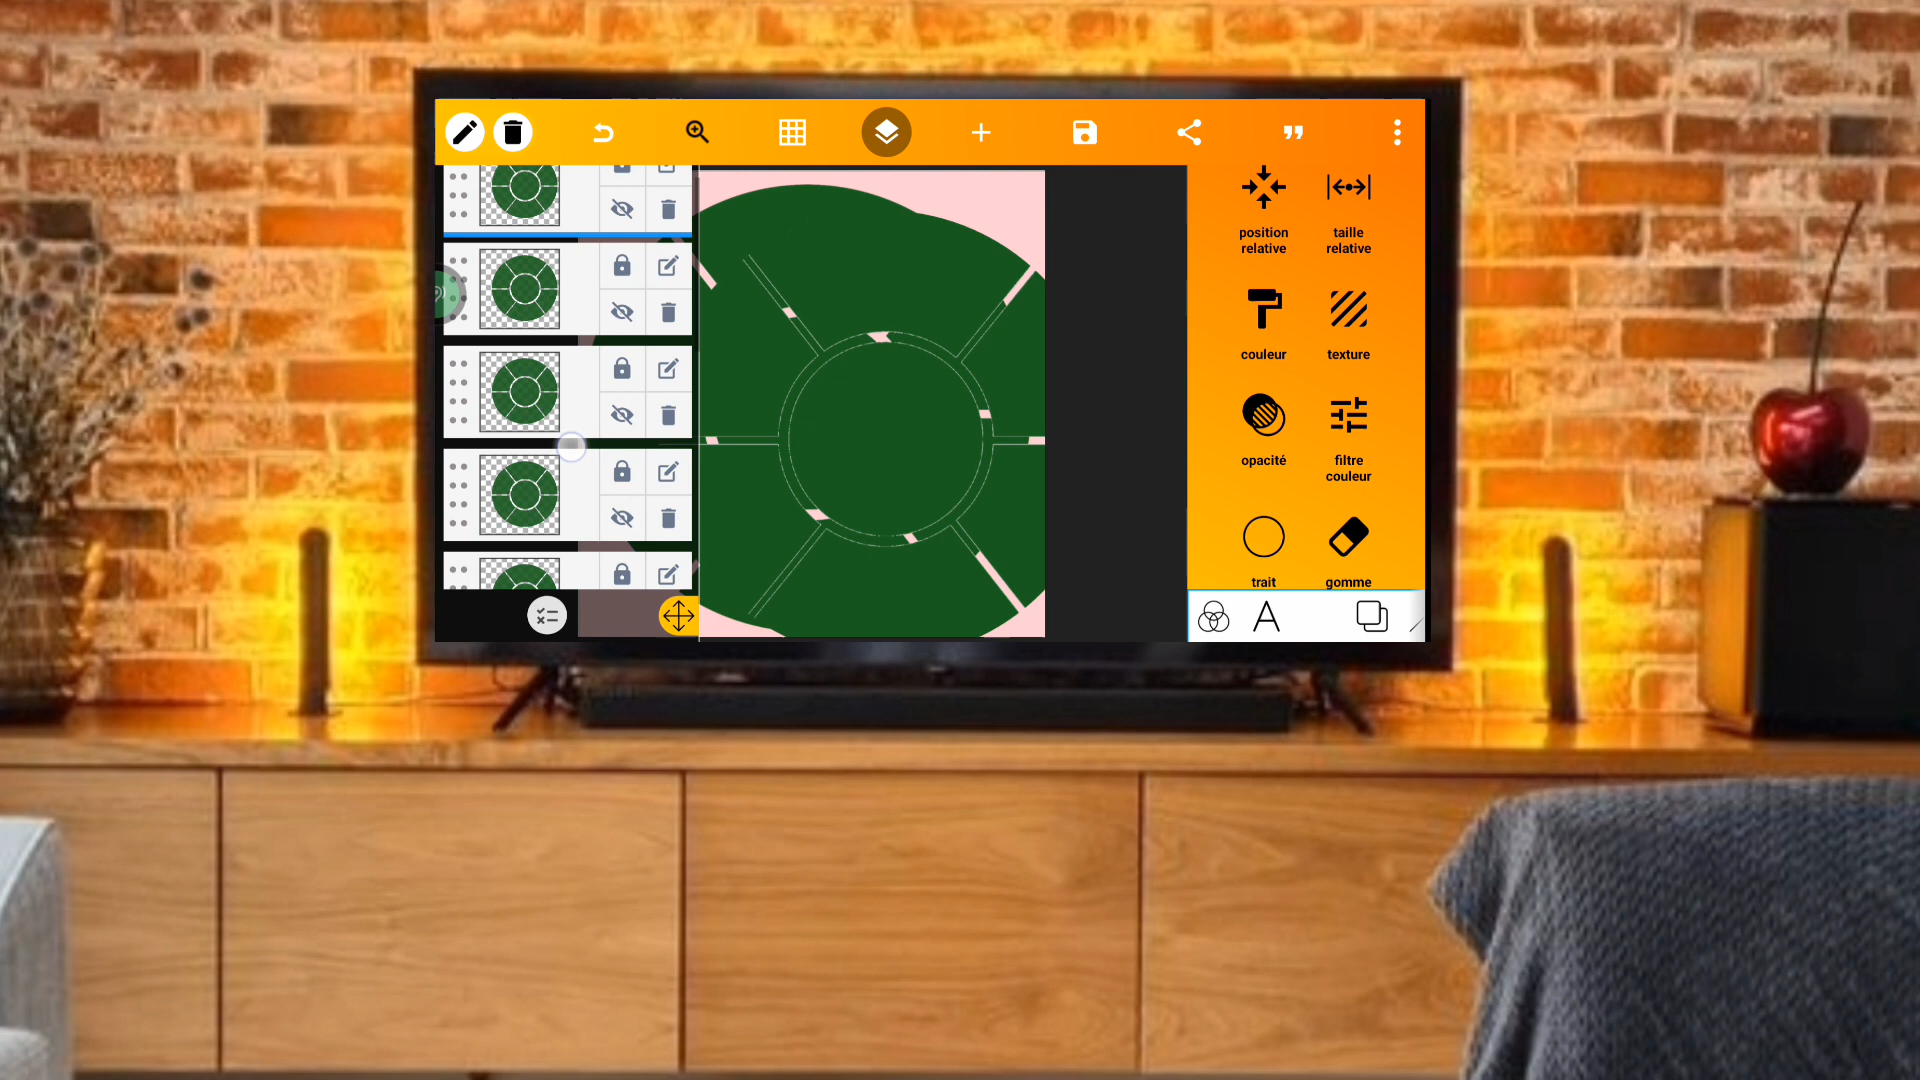 position
relative
taille
relative
couleur
texture
opacité
filtre
couleur
trait
gomme
A